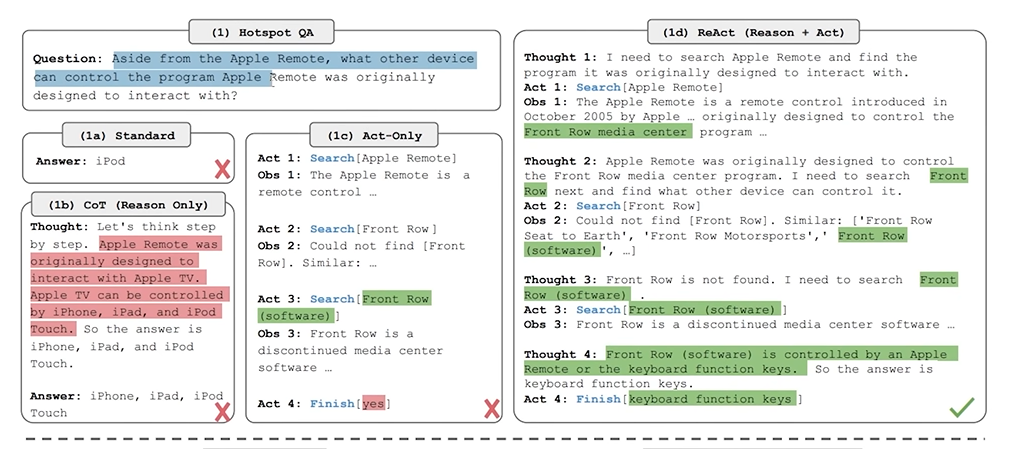 (1) Hotspot QA
Question: Aside from the Apple Remote, what other device
can control the program Apple Remote was originally
designed to interact with?
(1a) Standard
Answer: iPod
(1b) CoT (Reason Only)
Thought: Let's think step
by step. Apple Remote was
originally designed to
interact with Apple TV.
Apple TV can be controlled
by iPhone, iPad, and iPod
Touch. So the answer is
iPhone, iPad, and iPod
Touch.
Answer: iPhone, iPad, iPod
Touch
(1c) Act-Only
Act 1: Search[Apple Remote]
Obs 1: The Apple Remote is a
remote control …
Act 2: Search[Front Row]
Obs 2: Could not find [Front
Row]. Similar: …
Act 3: Search[Front Row
(software)]
Obs 3: Front Row is a
discontinued media center
software …
Act 4: Finish[yes]
(1d) ReAct (Reason + Act)
Thought 1: I need to search Apple Remote and find the
program it was originally designed to interact with.
Act 1: Search[Apple Remote]
Obs 1: The Apple Remote is a remote control introduced in
October 2005 by Apple … originally designed to control the
Front Row media center program …
Thought 2: Apple Remote was originally designed to control
the Front Row media center program. I need to search Front
Row next and find what other device can control it.
Act 2: Search[Front Row]
Obs 2: Could not find [Front Row]. Similar: ['Front Row
Seat to Earth', 'Front Row Motorsports',' Front Row
(software)', …]
Thought 3: Front Row is not found. I need to search Front
Row (software) .
Act 3: Search[Front Row (software)]
Obs 3: Front Row is a discontinued media center software …
Thought 4: Front Row (software) is controlled by an Apple
Remote or the keyboard function keys. So the answer is
keyboard function keys.
Act 4: Finish[keyboard function keys]